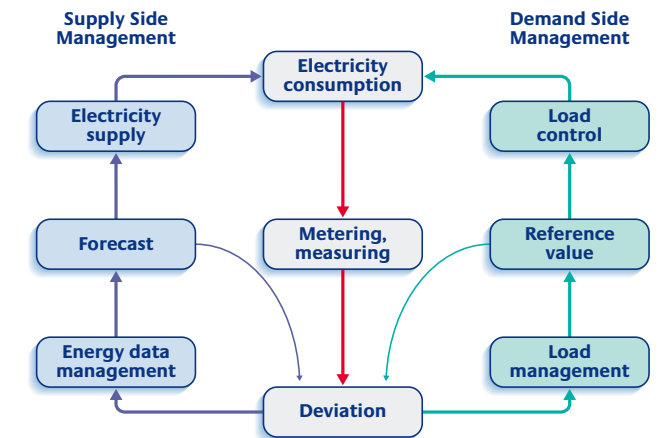 Supply Side
Management
Demand Side
Management
Electricity
consumption
Electricity
supply
Load
control
Forecast
Metering,
measuring
Reference
value
Energy data
management
Load
management
Deviation